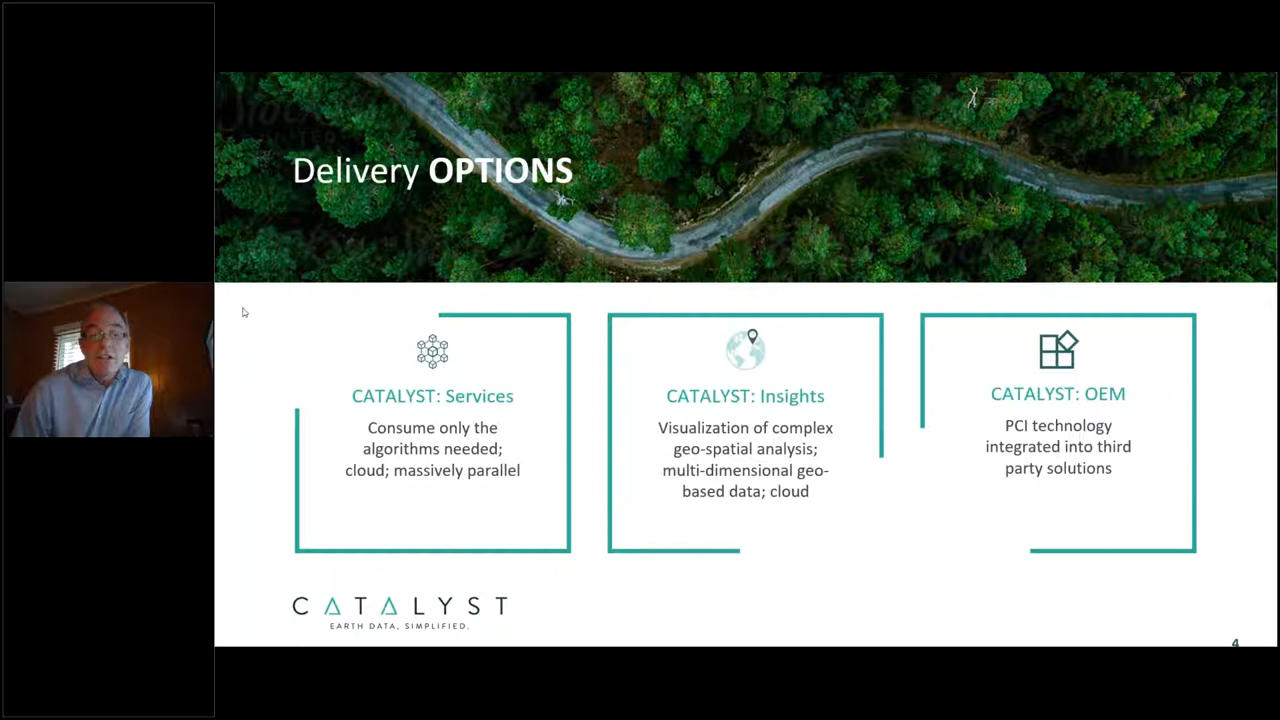 Delivery OPTIONS
CATALYST: Services
Consume only the
algorithms needed;
cloud; massively parallel
CATALYST: Insights
Visualization of complex
geo-spatial analysis;
multi-dimensional geo-
based data; cloud
CATALYST: OEM
PCI technology
integrated into third
party solutions
CATALYST
EARTH DATA, SIMPLIFIED.
4